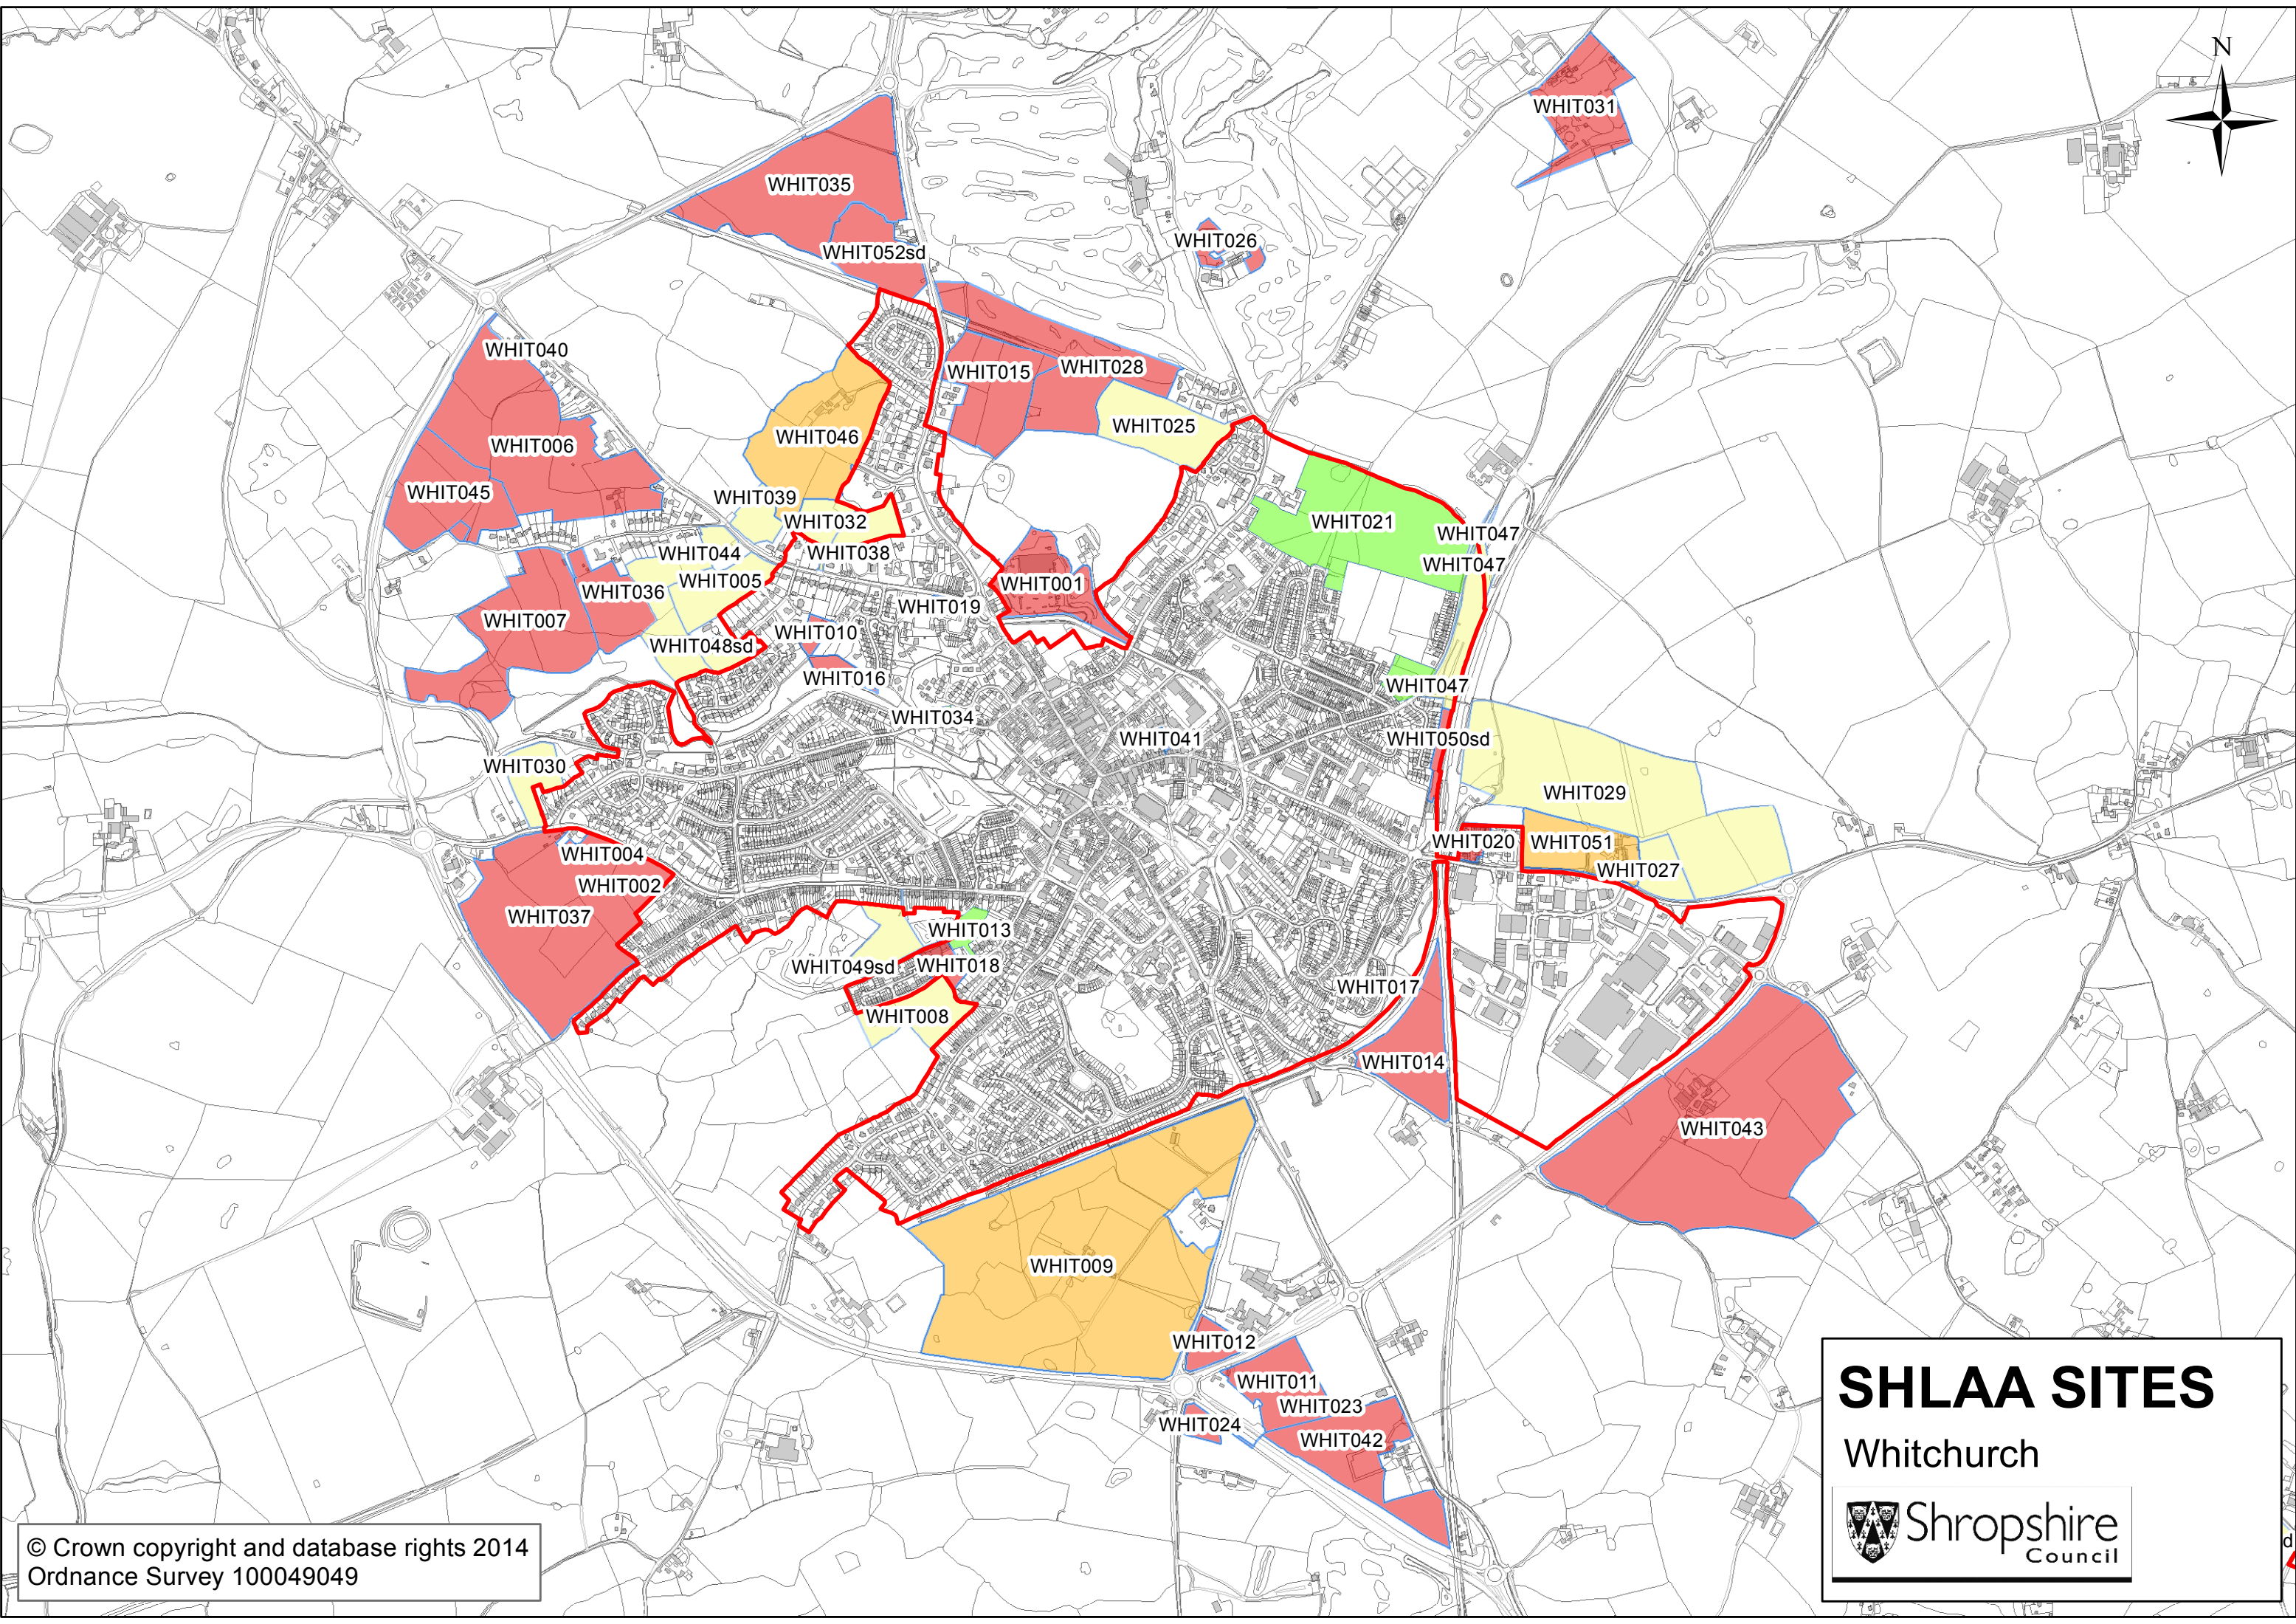 N
WHIT031
WHIT035
WHIT026
WHIT052sd
WHIT040
WHIT015
WHIT028
WHIT025
WHIT046
WHIT006
WHIT045
WHIT039
WHIT032
WHIT021
WHIT047
WHIT044
WHIT038
WHIT047
WHIT005
WHIT036
WHIT001
WHIT019
WHIT007
WHIT010
WHIT048sd
WHIT016
WHIT047
WHIT034
WHIT041
WHIT050sd
WHIT030
WHIT029
WHIT020
WHIT051
WHIT004
WHIT027
WHIT002
WHIT037
WHIT013
WHIT049sd
WHIT018
WHIT017
WHIT008
WHIT014
WHIT043
WHIT009
WHIT012
WHIT011
WHIT023
WHIT024
WHIT042
SHLAA SITES
Whitchurch
Shropshire
Council
d
© Crown copyright and database rights 2014
Ordnance Survey 100049049